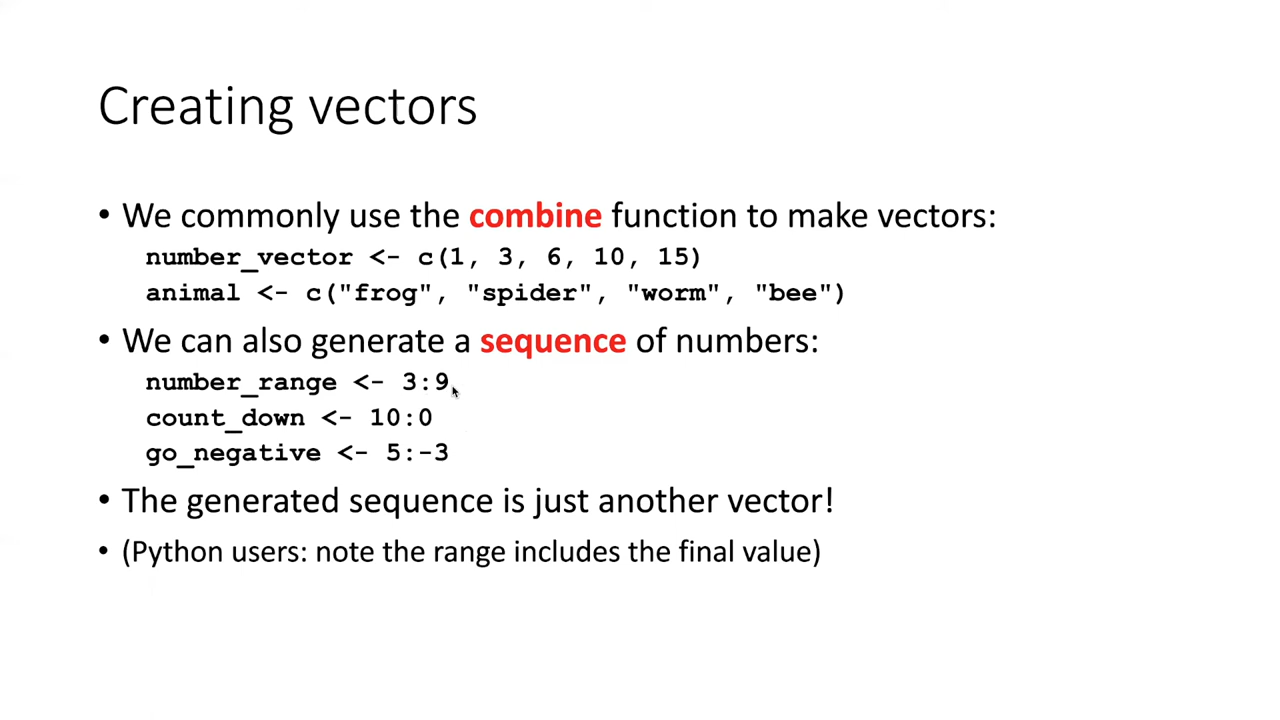 Creating vectors
• We commonly use the combine function to make vectors:
number_vector <- c(1, 3, 6, 10, 15)
animal <- c("frog", "spider", "worm", "bee")
• We can also generate a sequence of numbers:
number_range <- 3:9
count_down <- 10:0
go_negative <- 5:-3
• The generated sequence is just another vector!
• (Python users: note the range includes the final value)